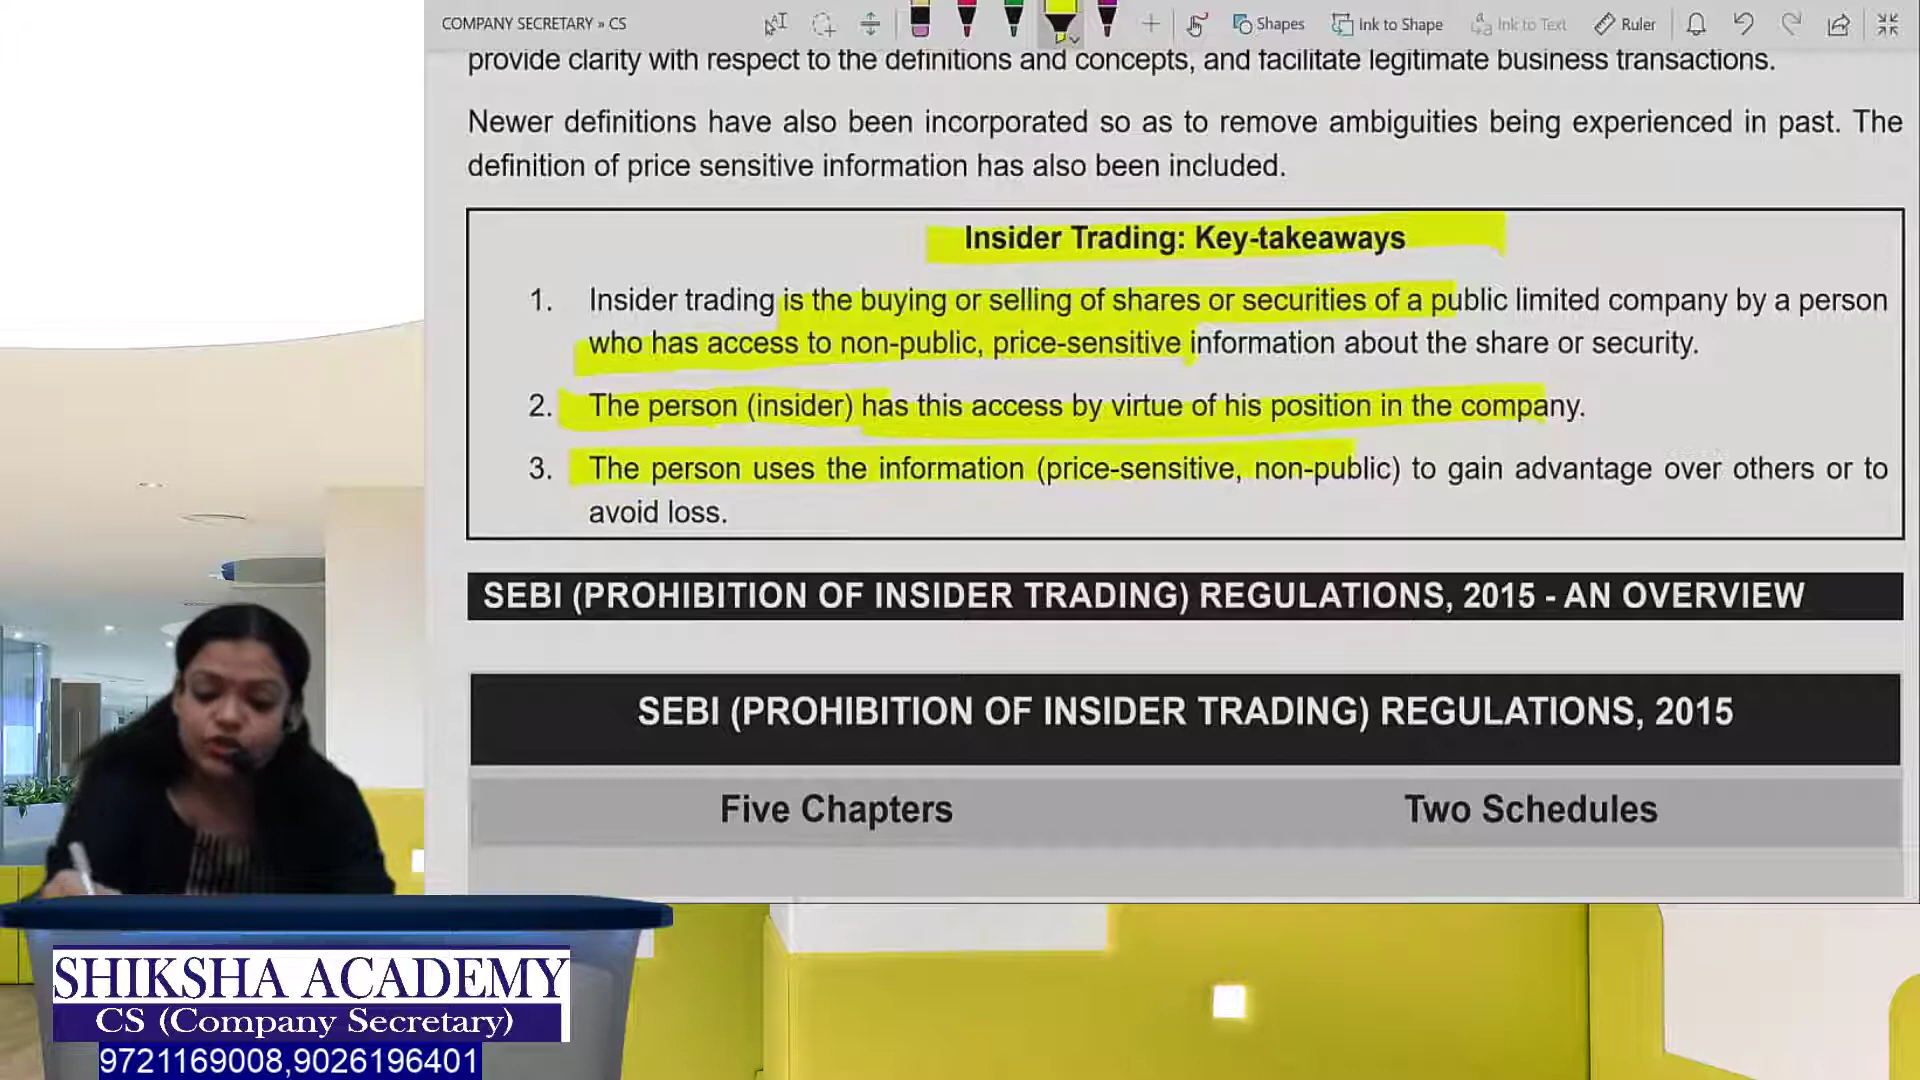 COMPANY SECRETARY » CS
Shapes
Ink to Shape
Ink to Text
Ruler
provide clarity with respect to the definitions and concepts, and facilitate legitimate business transactions.
Newer definitions have also been incorporated so as to remove ambiguities being experienced in past. The
definition of price sensitive information has also been included.
Insider Trading: Key-takeaways
1. Insider trading is the buying or selling of shares or securities of a public limited company by a person
who has access to non-public, price-sensitive information about the share or security.
2. The person (insider) has this access by virtue of his position in the company.
3. The person uses the information (price-sensitive, non-public) to gain advantage over others or to
avoid loss.
SEBI (PROHIBITION OF INSIDER TRADING) REGULATIONS, 2015 - AN OVERVIEW
SEBI (PROHIBITION OF INSIDER TRADING) REGULATIONS, 2015
Five Chapters Two Schedules
SHIKSHA ACADEMY
CS (Company Secretary)
9721169008,9026196401